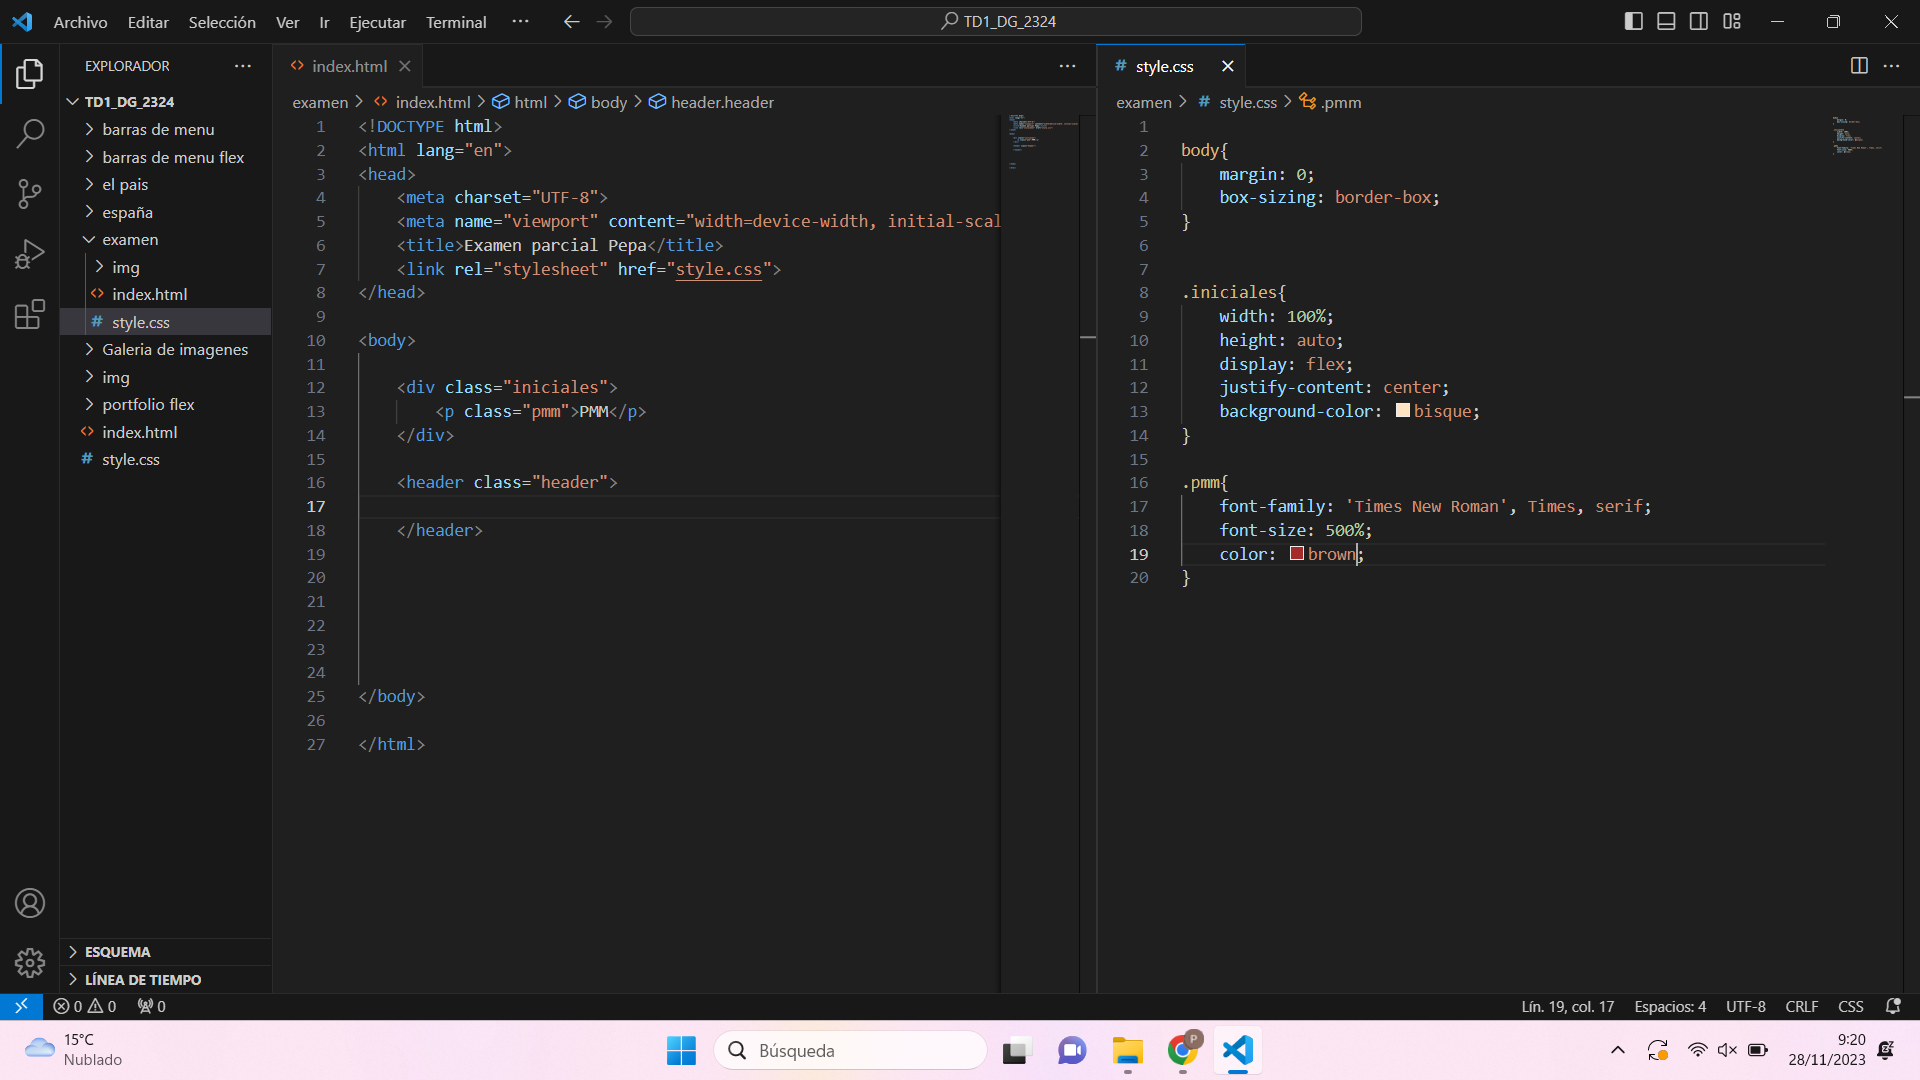 Archivo Editar Selección Ver Ir Ejecutar Terminal ··· TD1_DG_2324
EXPLORADOR ···
TD1_DG_2324
barras de menu
barras de menu flex
el pais
españa
examen
img
index.html
style.css
Galeria de imagenes
img
portfolio flex
index.html
style.css
ESQUEMA
LÍNEA DE TIEMPO
index.html
examen > index.html > html > body > header.header
1 <!DOCTYPE html>
2 <html lang="en">
3 <head>
4 <meta charset="UTF-8">
5 <meta name="viewport" content="width=device-width, initial-scal
6 <title>Examen parcial Pepa</title>
7 <link rel="stylesheet" href="style.css">
8 </head>
9
10 <body>
11
12 <div class="iniciales">
13 <p class="pmm">PMM</p>
14 </div>
15
16 <header class="header">
17
18 </header>
19
20
21
22
23
24
25 </body>
26
27 </html>
style.css
examen > style.css > .pmm
1
2 body{
3 margin: 0;
4 box-sizing: border-box;
5 }
6
7
8 .iniciales{
9 width: 100%;
10 height: auto;
11 display: flex;
12 justify-content: center;
13 background-color: bisque;
14 }
15
16 .pmm{
17 font-family: 'Times New Roman', Times, serif;
18 font-size: 500%;
19 color: brown;
20 }
0 0 0
Lín. 19, col. 17 Espacios: 4 UTF-8 CRLF CSS
15°C
Nublado
Búsqueda
P
9:20
28/11/2023